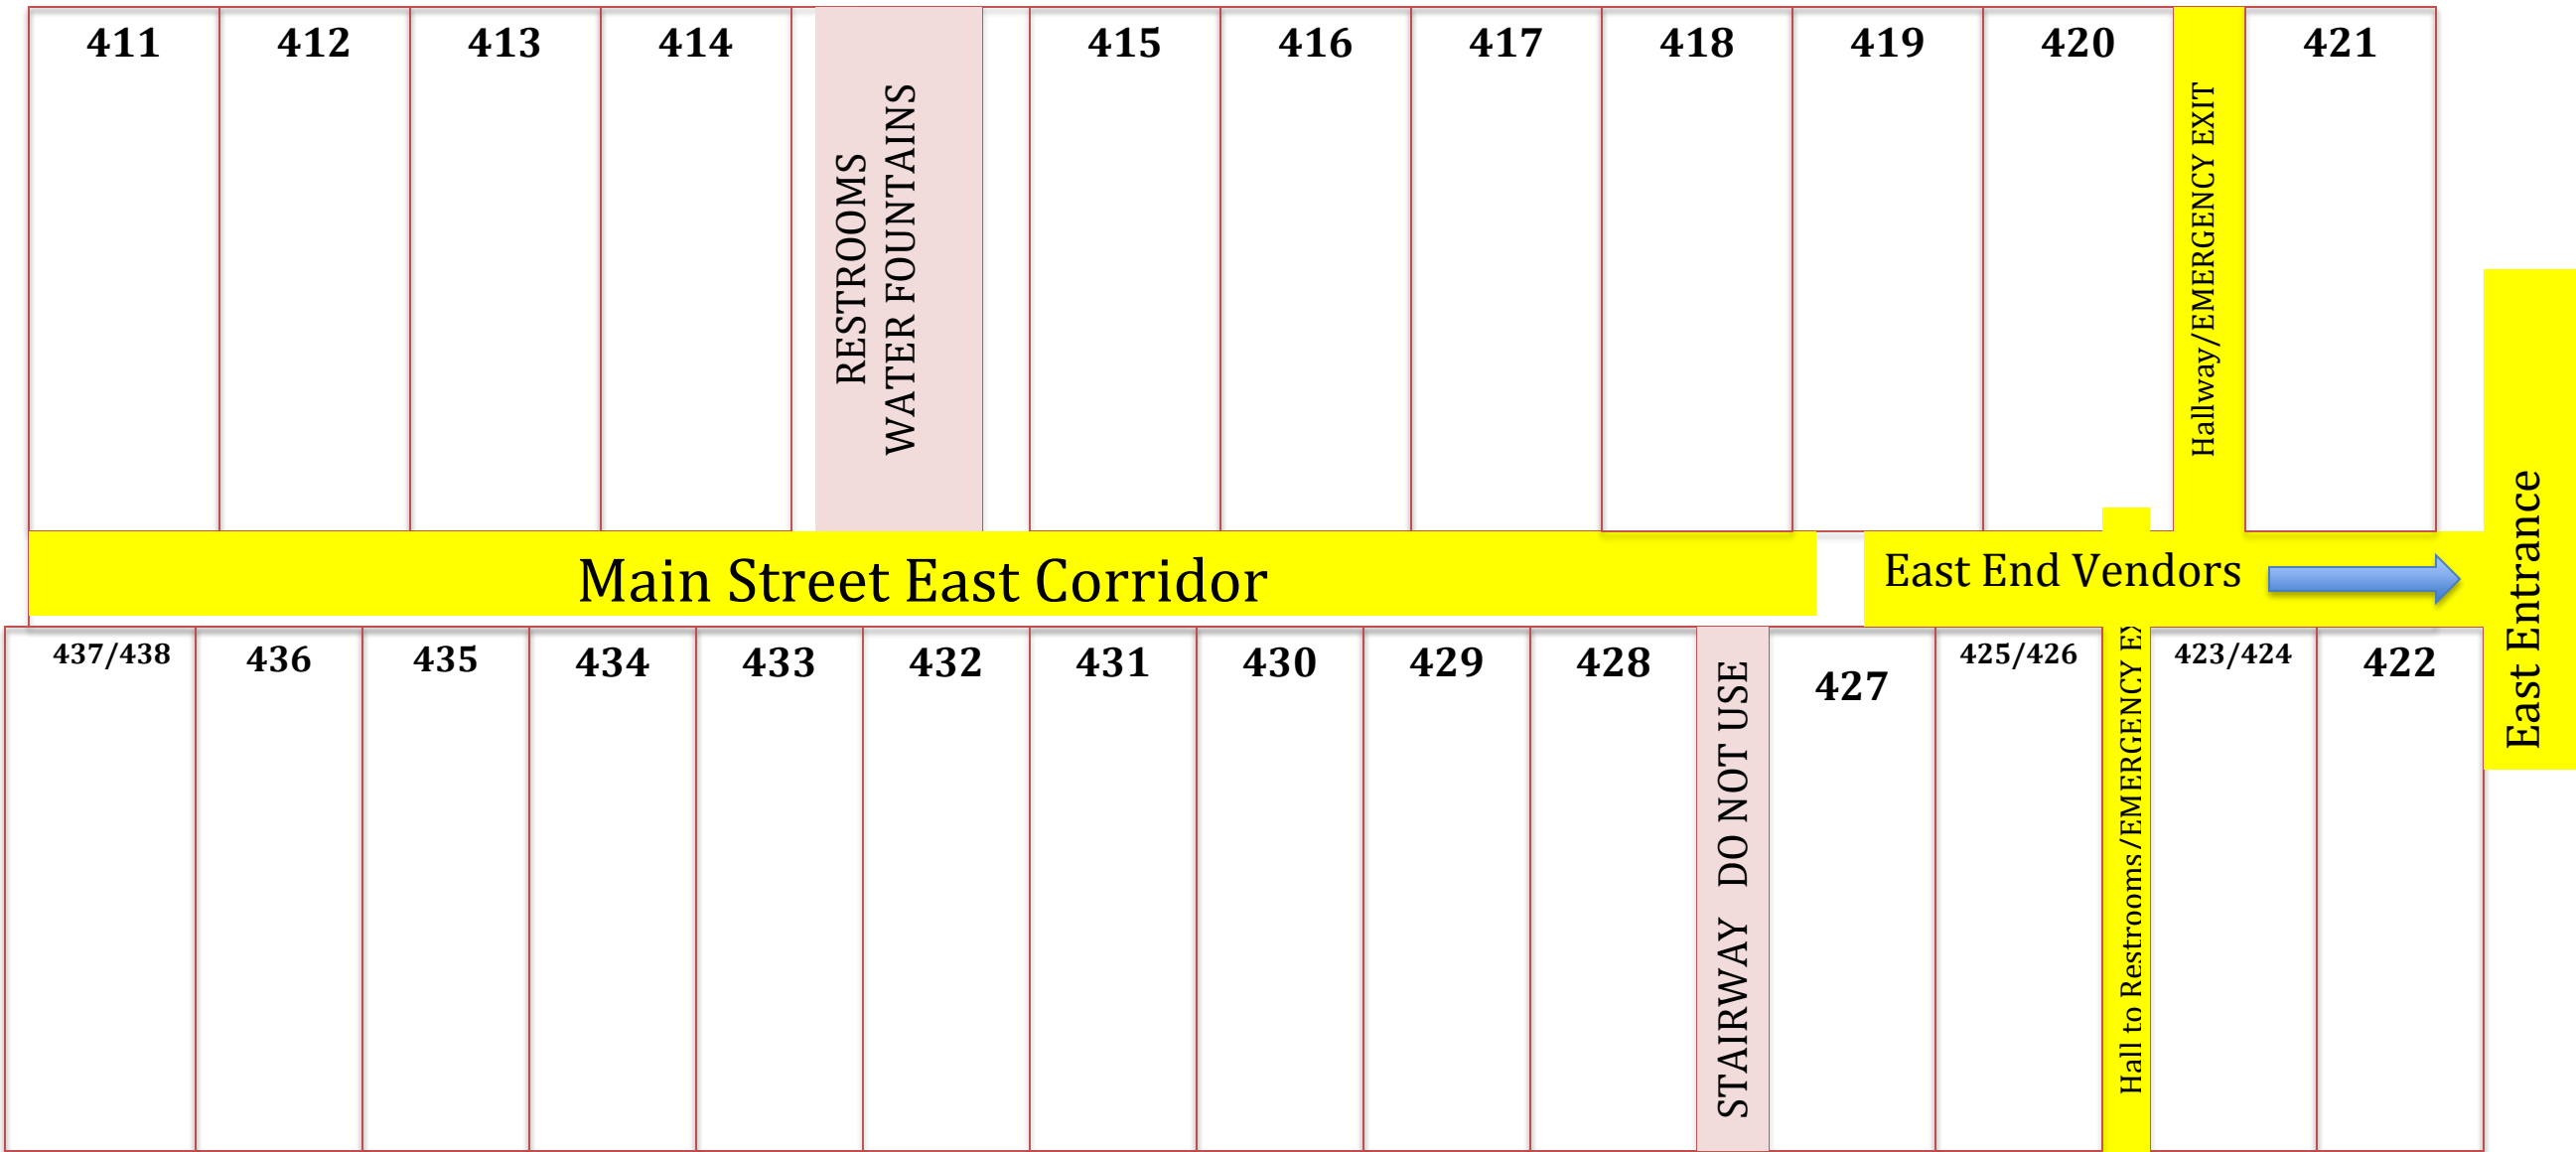 411 412 413 414 415 416 417 418 419 420 421
RESTROOMS
WATER FOUNTAINS
Hallway/EMERGENCY EXIT
East Entrance
Main Street East Corridor
East End Vendors
437/438 436 435 434 433 432 431 430 429 428 427 425/426 423/424 422
STAIRWAY DO NOT USE
Hall to Restrooms/EMERGENCY